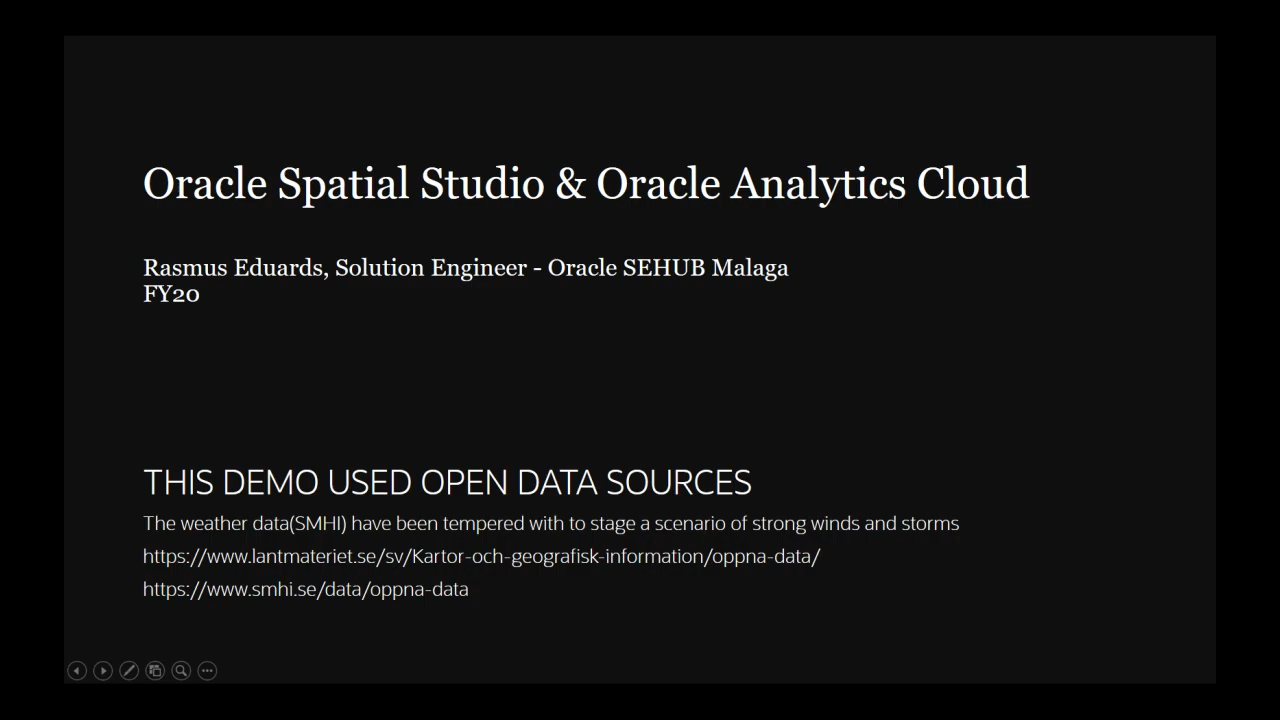 Oracle Spatial Studio & Oracle Analytics Cloud
Rasmus Eduards, Solution Engineer - Oracle SEHUB Malaga
FY20
THIS DEMO USED OPEN DATA SOURCES
The weather data(SMHI) have been tempered with to stage a scenario of strong winds and storms
https://www.lantmateriet.se/sv/Kartor-och-geografisk-information/oppna-data/
https://www.smhi.se/data/oppna-data